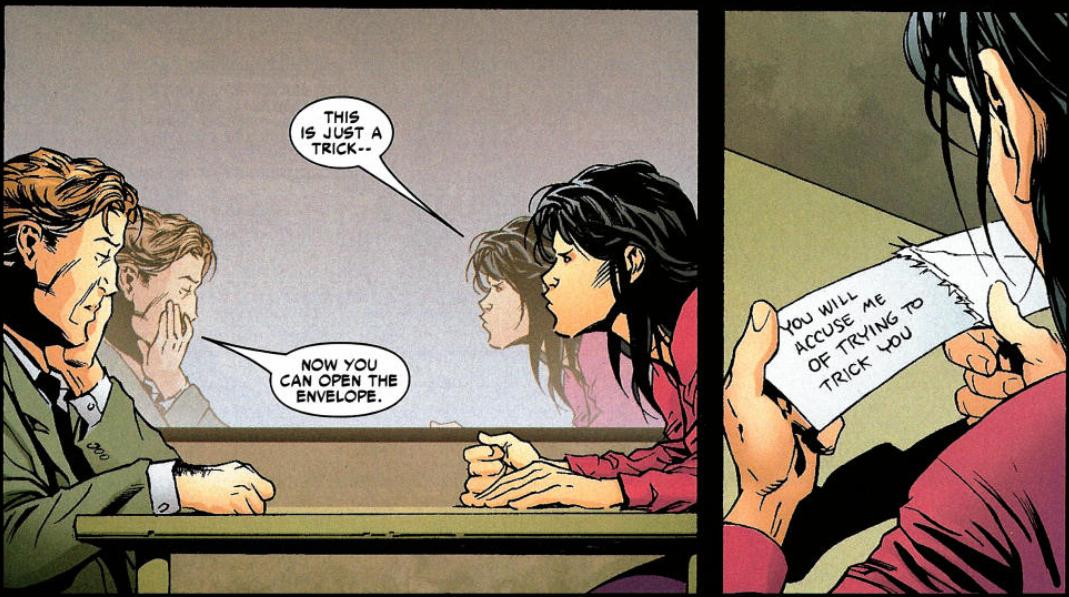 THIS
IS JUST A
TRICK--
NOW YOU
CAN OPEN THE
ENVELOPE.
YOU WILL
ACCUSE ME
OF TRYING TO
TRICK YOU